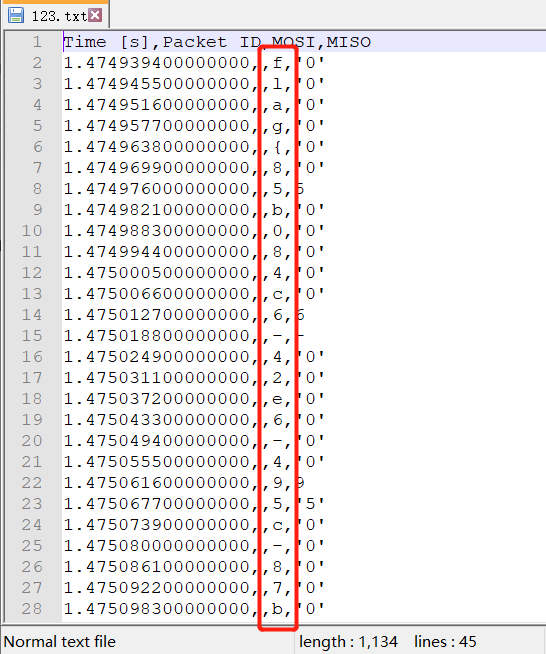 123.txt
1 Time [s],Packet ID,MOSI,MISO
2 1.474939400000000,,f,'0'
3 1.474945500000000,,l,'0'
4 1.474951600000000,,a,'0'
5 1.474957700000000,,g,'0'
6 1.474963800000000,,{,'0'
7 1.474969900000000,,8,'0'
8 1.474976000000000,,5,5
9 1.474982100000000,,b,'0'
10 1.474988300000000,,0,'0'
11 1.474994400000000,,8,'0'
12 1.475000500000000,,4,'0'
13 1.475006600000000,,c,'0'
14 1.475012700000000,,6,6
15 1.475018800000000,,-,-
16 1.475024900000000,,4,'0'
17 1.475031100000000,,2,'0'
18 1.475037200000000,,e,'0'
19 1.475043300000000,,6,'0'
20 1.475049400000000,,-,'0'
21 1.475055500000000,,4,'0'
22 1.475061600000000,,9,9
23 1.475067700000000,,5,'5'
24 1.475073900000000,,c,'0'
25 1.475080000000000,,-,'0'
26 1.475086100000000,,8,'0'
27 1.475092200000000,,7,'0'
28 1.475098300000000,,b,'0'
Normal text file length : 1,134 lines : 45